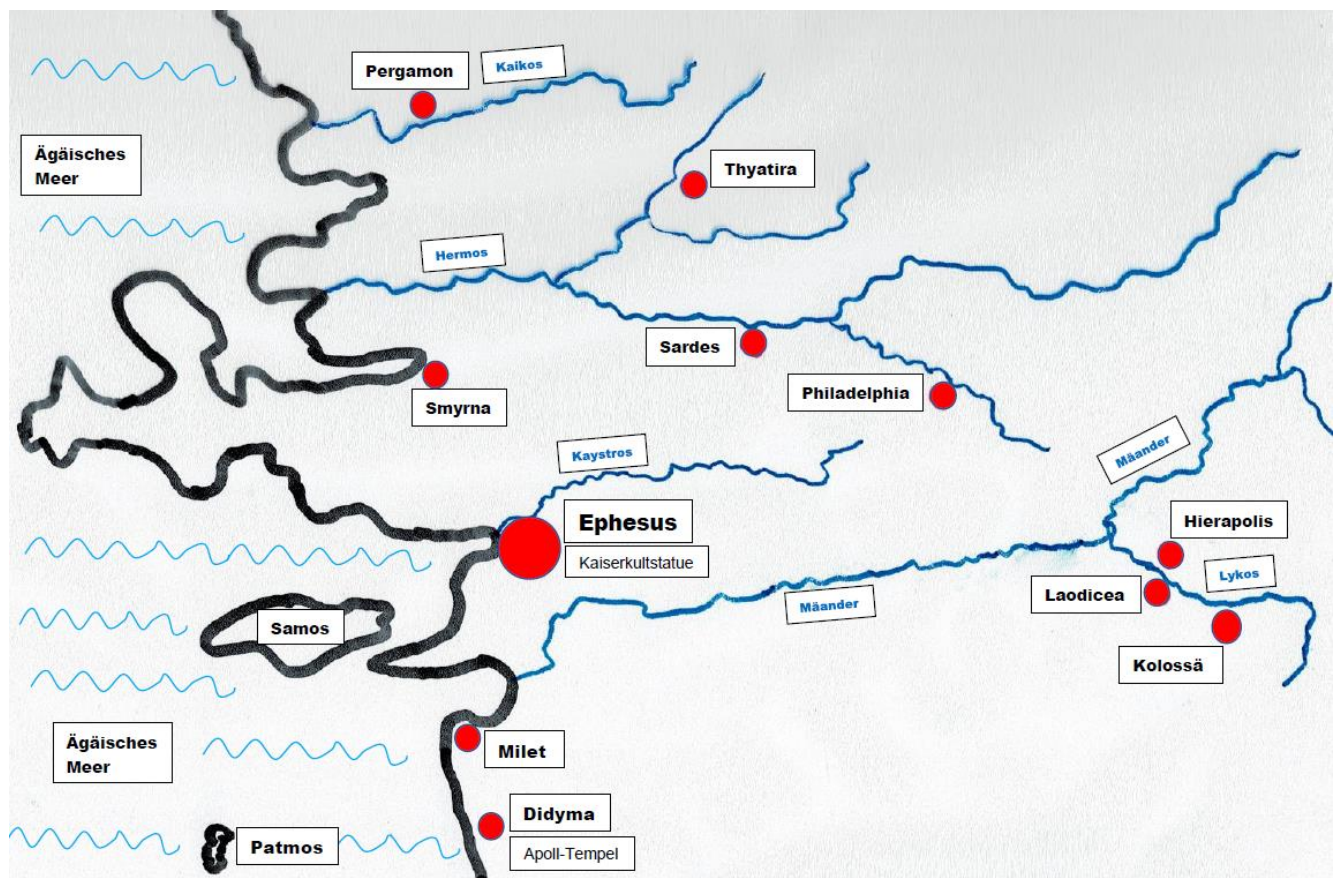 Pergamon
Kaikos
Ägäisches
Meer
Thyatira
Hermos
Sardes
Philadelphia
Smyrna
Kaystros
Mäander
Ephesus
Kaiserkultstatue
Hierapolis
Lykos
Laodicea
Mäander
Samos
Kolossä
Ägäisches
Meer
Milet
Didyma
Apoll-Tempel
Patmos